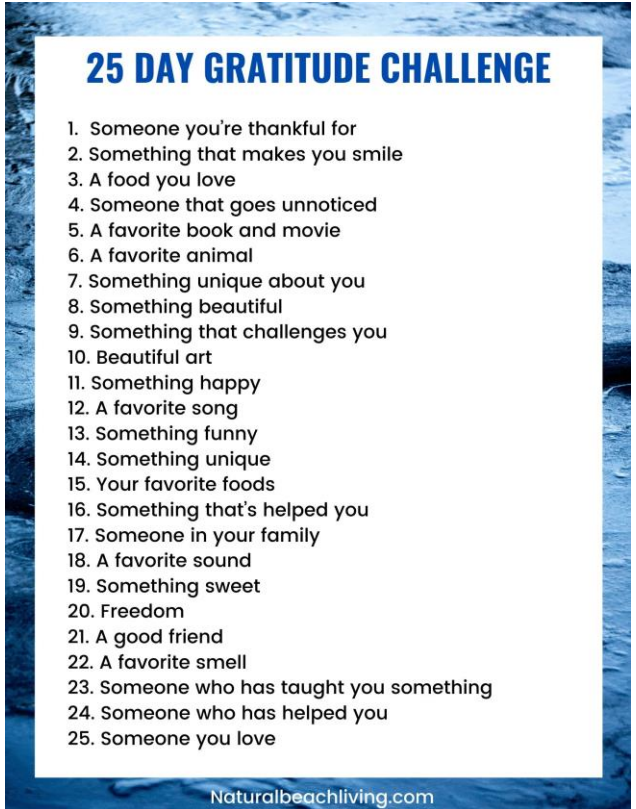 25 DAY GRATITUDE CHALLENGE
1. Someone you're thankful for
2. Something that makes you smile
3. A food you love
4. Someone that goes unnoticed
5. A favorite book and movie
6. A favorite animal
7. Something unique about you
8. Something beautiful
9. Something that challenges you
10. Beautiful art
11. Something happy
12. A favorite song
13. Something funny
14. Something unique
15. Your favorite foods
16. Something that's helped you
17. Someone in your family
18. A favorite sound
19. Something sweet
20. Freedom
21. A good friend
22. A favorite smell
23. Someone who has taught you something
24. Someone who has helped you
25. Someone you love
Naturalbeachliving.com